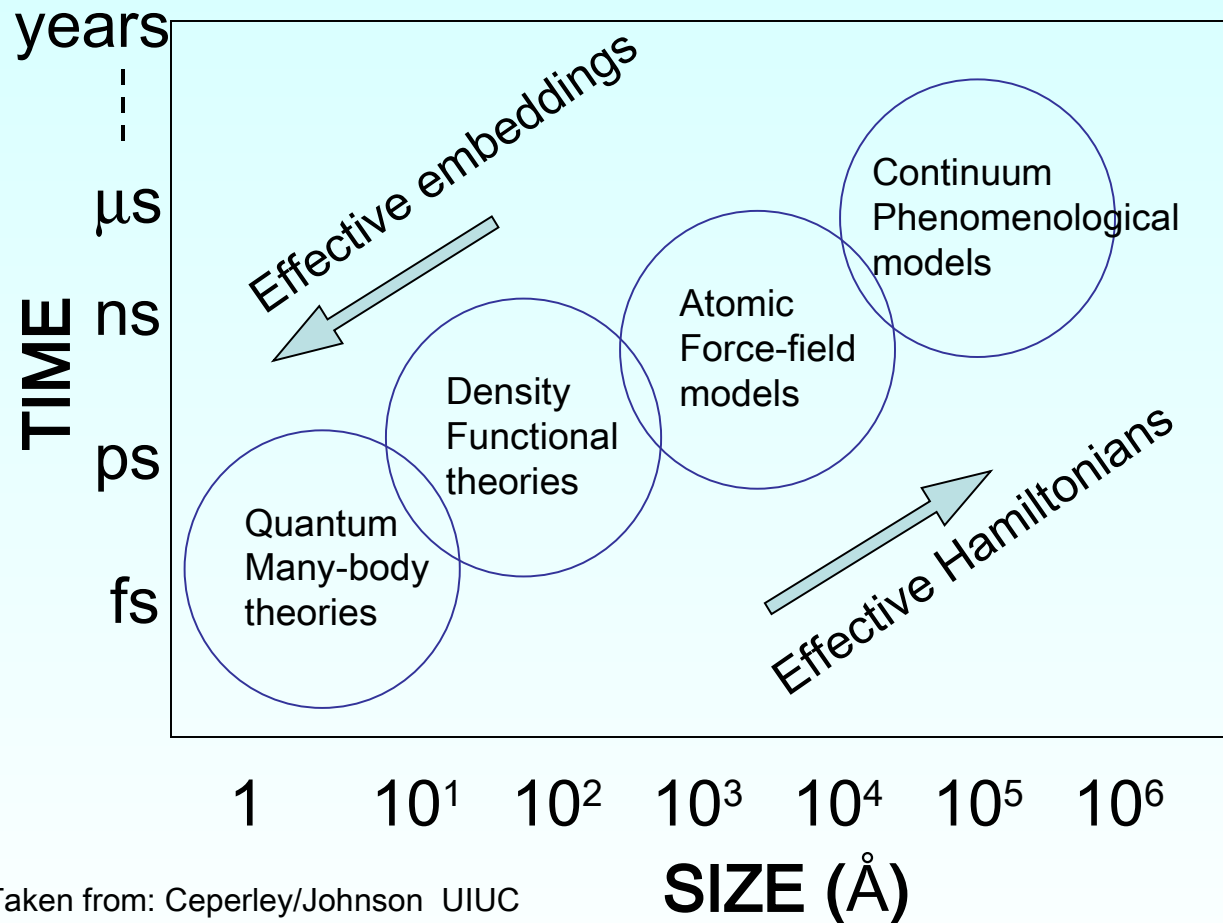 years
μs
ns
ps
fs
TIME
Effective embeddings
Continuum
Phenomenological
models
Atomic
Force-field
models
Density
Functional
theories
Quantum
Many-body
theories
Effective Hamiltonians
1 10¹ 10² 10³ 10⁴ 10⁵ 10⁶
SIZE (Å)
Taken from: Ceperley/Johnson UIUC